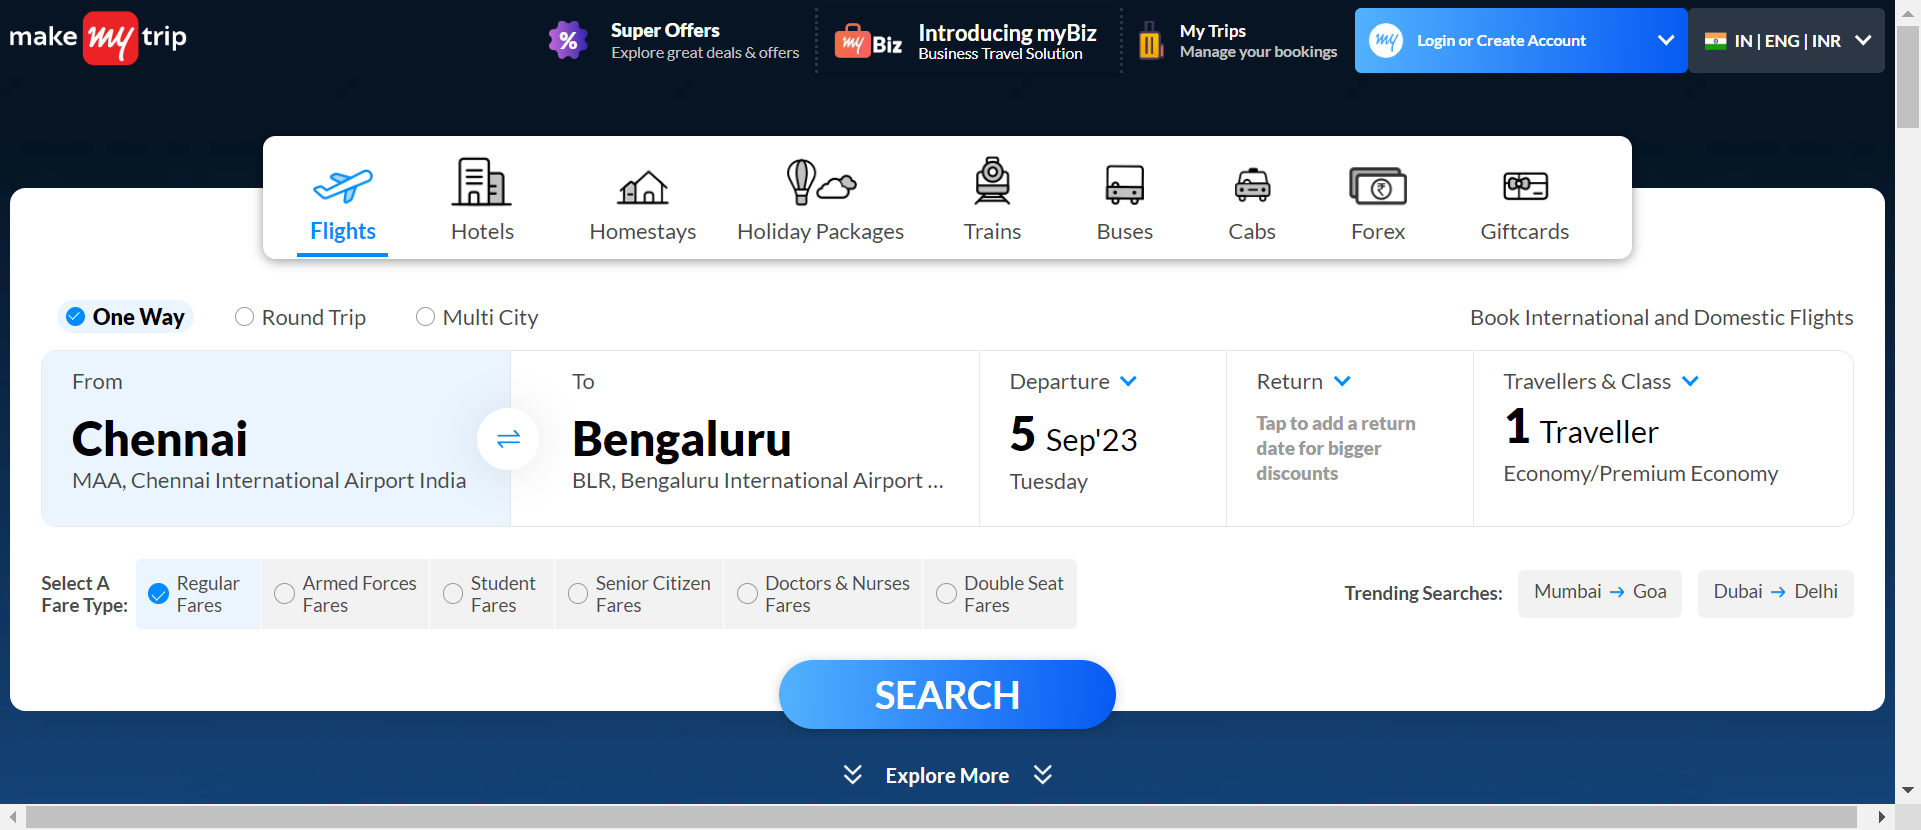 make my trip
%
Super Offers
Explore great deals & offers
my Biz
Introducing myBiz
Business Travel Solution
My Trips
Manage your bookings
my
Login or Create Account
IN | ENG | INR
Flights
Hotels
Homestays
Holiday Packages
Trains
Buses
Cabs
₹
Forex
Giftcards
One Way
Round Trip
Multi City
Book International and Domestic Flights
From
Chennai
MAA, Chennai International Airport India
To
Bengaluru
BLR, Bengaluru International Airport ...
Departure
5 Sep'23
Tuesday
Return
Tap to add a return
date for bigger
discounts
Travellers & Class
1 Traveller
Economy/Premium Economy
Select A
Fare Type:
Regular
Fares
Armed Forces
Fares
Student
Fares
Senior Citizen
Fares
Doctors & Nurses
Fares
Double Seat
Fares
Trending Searches:
Mumbai → Goa
Dubai → Delhi
SEARCH
Explore More